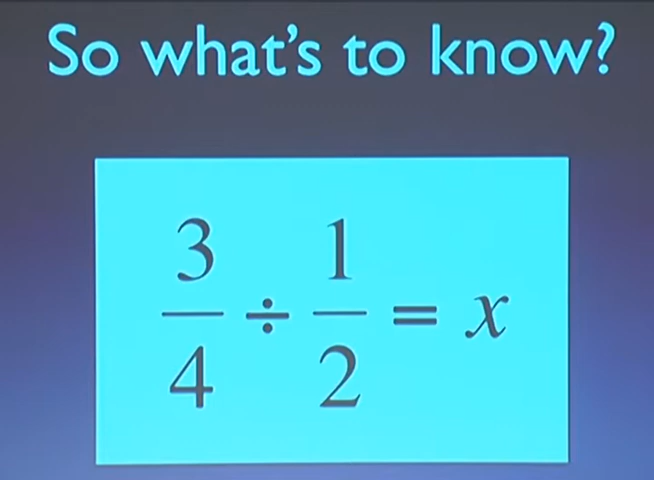 So what's to know?
3/4 ÷ 1/2 = x